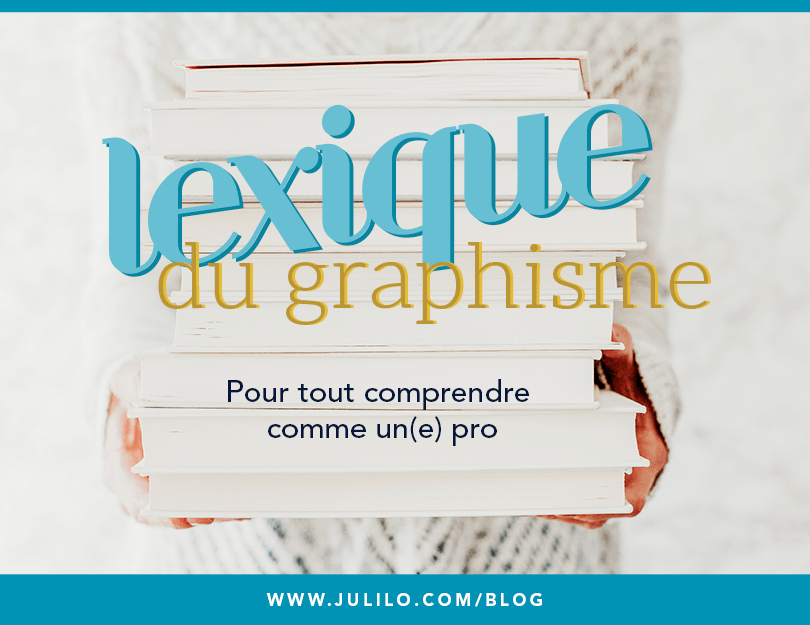 lexique
du graphisme
Pour tout comprendre
comme un(e) pro
WWW.JULILO.COM/BLOG